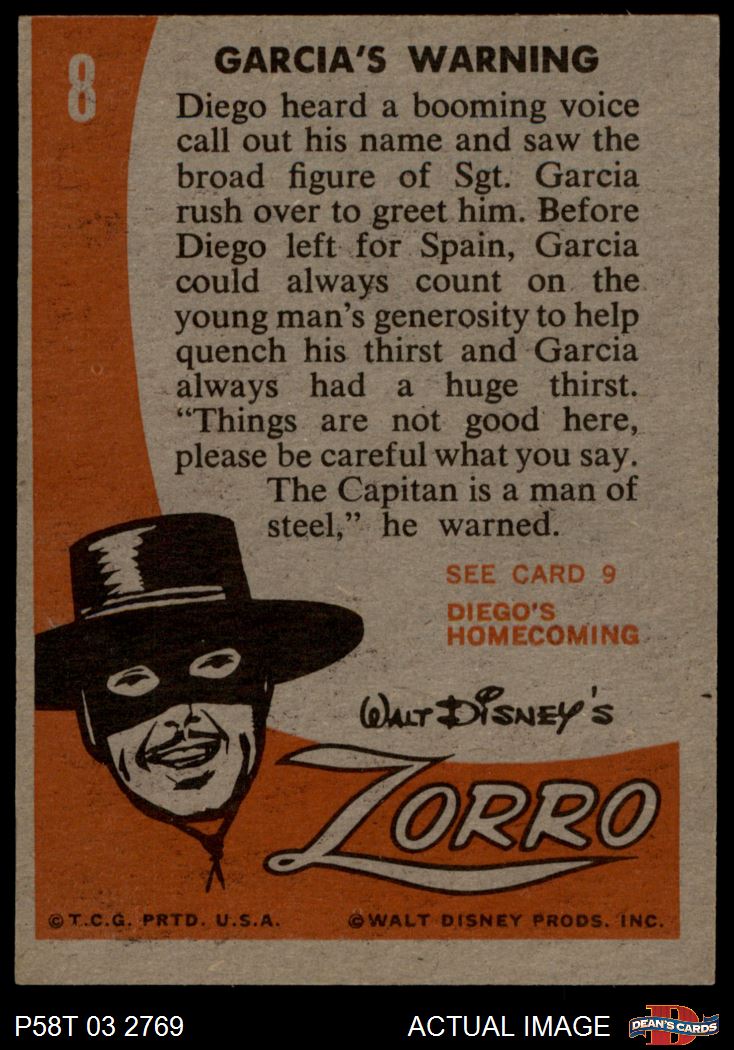 8
GARCIA'S WARNING
Diego heard a booming voice
call out his name and saw the
broad figure of Sgt. Garcia
rush over to greet him. Before
Diego left for Spain, Garcia
could always count on the
young man's generosity to help
quench his thirst and Garcia
always had a huge thirst.
“Things are not good here,
please be careful what you say.
The Capitan is a man of
steel,” he warned.
SEE CARD 9
DIEGO'S
HOMECOMING
WALT DISNEY'S
ZORRO
© T.C.G. PRTD. U.S.A.
© WALT DISNEY PRODS. INC.
P58T 03 2769
ACTUAL IMAGE
D
DEAN'S CARDS